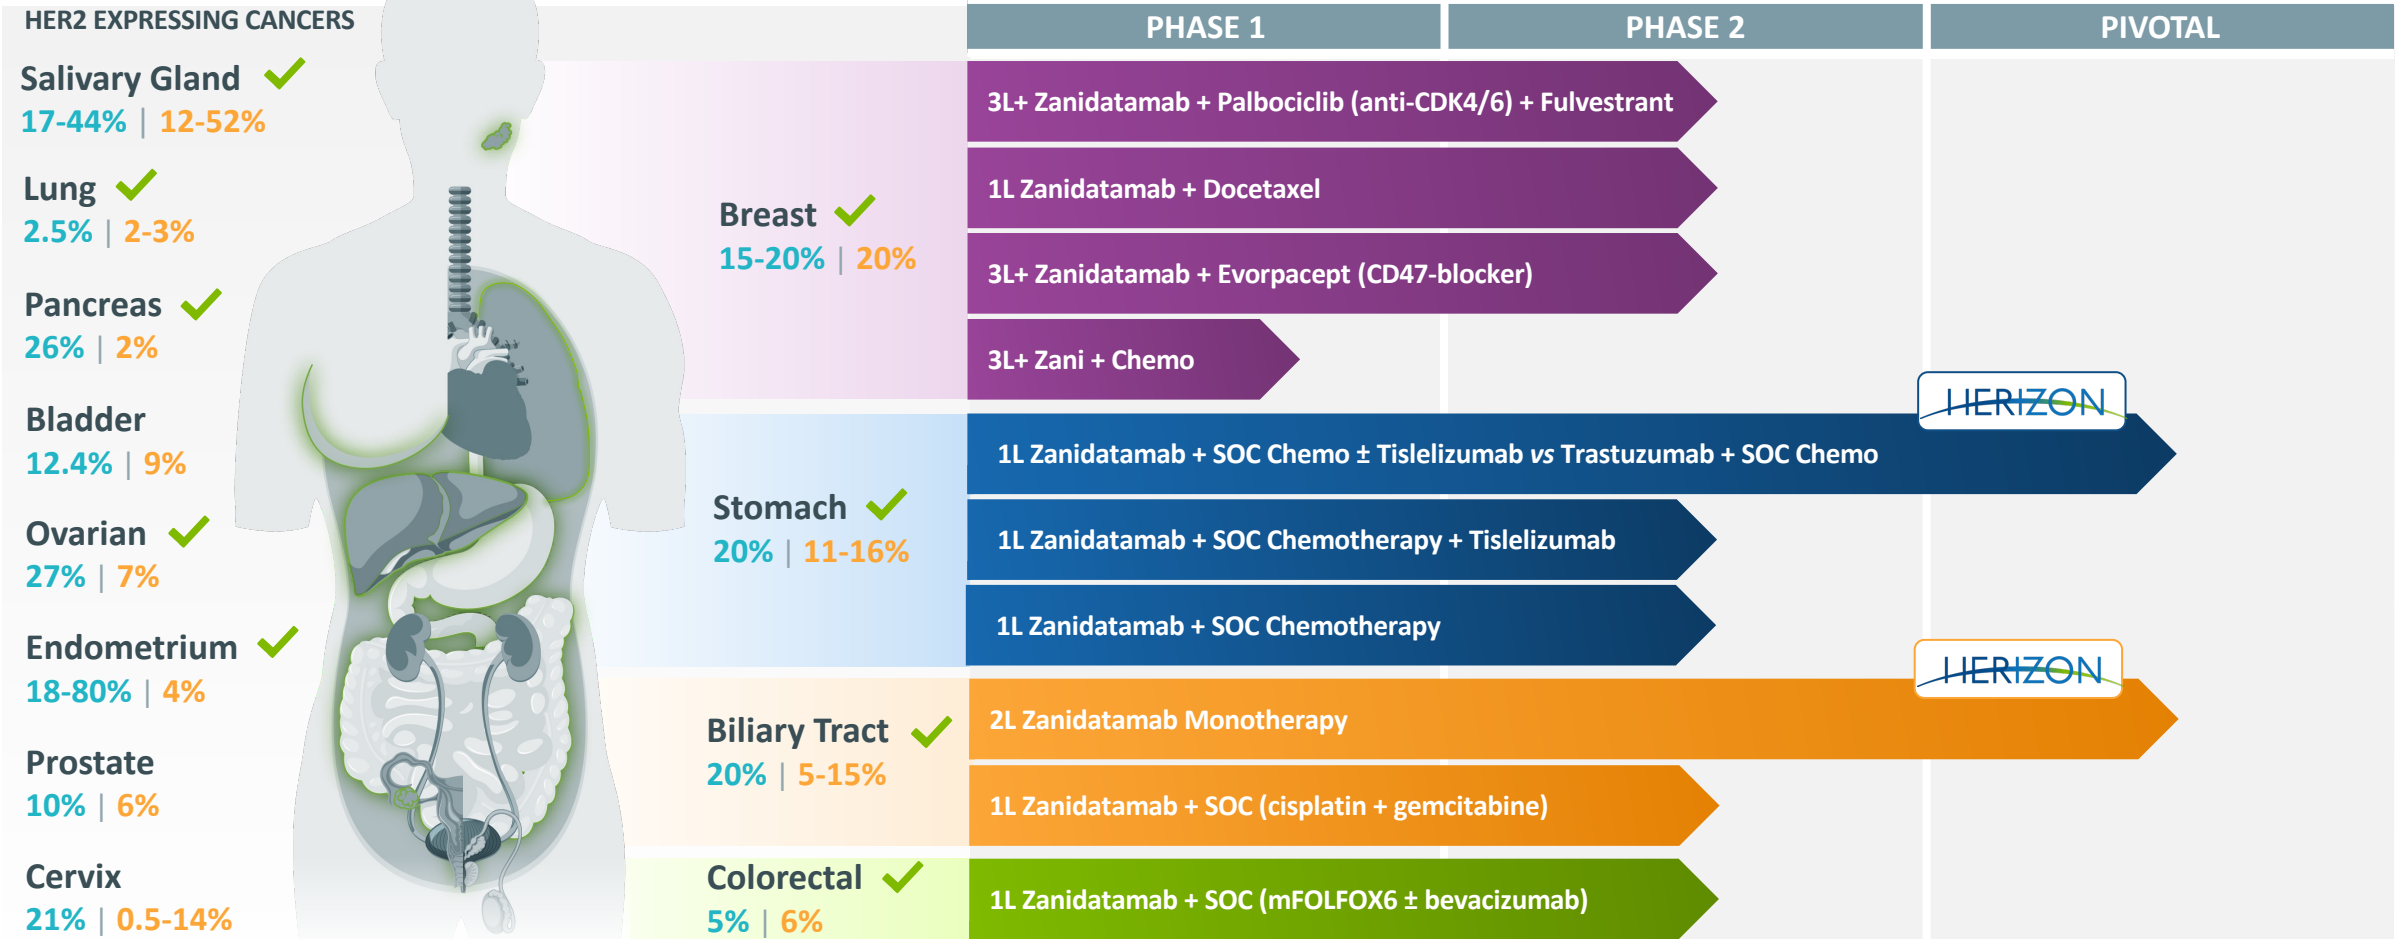 HER2 EXPRESSING CANCERS
PHASE 1
PHASE 2
PIVOTAL
Salivary Gland
17-44% | 12-52%
Lung
2.5% | 2-3%
Pancreas
26% | 2%
Bladder
12.4% | 9%
Ovarian
27% | 7%
Endometrium
18-80% | 4%
Prostate
10% | 6%
Cervix
21% | 0.5-14%
Breast
15-20% | 20%
3L+ Zanidatamab + Palbociclib (anti-CDK4/6) + Fulvestrant
1L Zanidatamab + Docetaxel
3L+ Zanidatamab + Evorpacept (CD47-blocker)
3L+ Zani + Chemo
Stomach
20% | 11-16%
HERIZON
1L Zanidatamab + SOC Chemo ± Tislelizumab vs Trastuzumab + SOC Chemo
1L Zanidatamab + SOC Chemotherapy + Tislelizumab
1L Zanidatamab + SOC Chemotherapy
Biliary Tract
20% | 5-15%
HERIZON
2L Zanidatamab Monotherapy
1L Zanidatamab + SOC (cisplatin + gemcitabine)
Colorectal
5% | 6%
1L Zanidatamab + SOC (mFOLFOX6 ± bevacizumab)